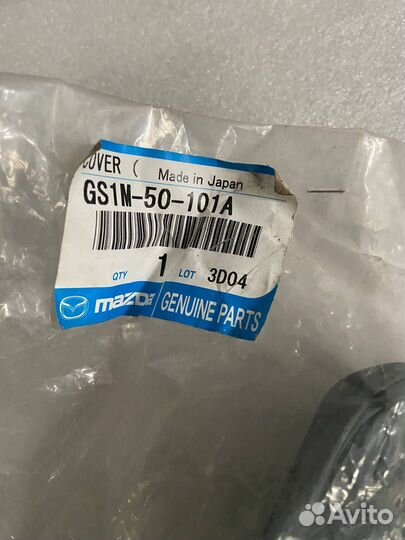 COVER ( Made in Japan
GS1M-50-101A
QTY 1 LOT 3D04
mazda GENUINE PARTS
Avito